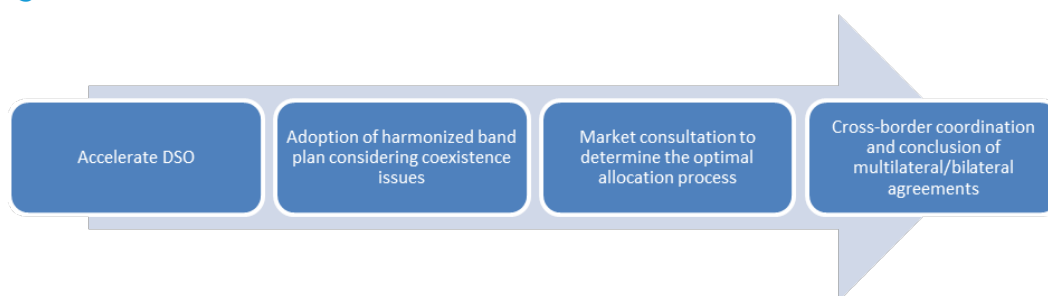 Accelerate DSO
Adoption of harmonized band
plan considering coexistence
issues
Market consultation to
determine the optimal
allocation process
Cross-border coordination
and conclusion of
multilateral/bilateral
agreements